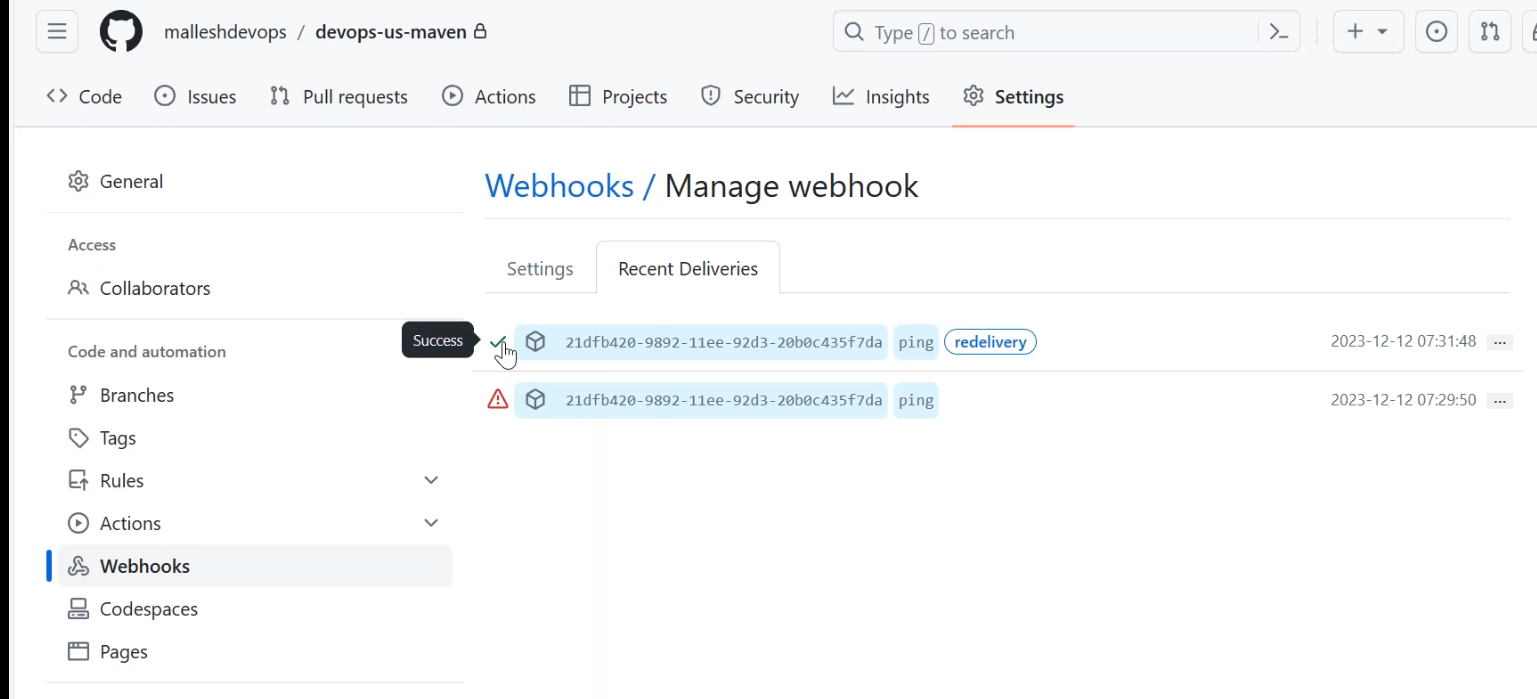 malleshdevops / devops-us-maven
Type / to search
Code
Issues
Pull requests
Actions
Projects
Security
Insights
Settings
General
Access
Collaborators
Code and automation
Branches
Tags
Rules
Actions
Webhooks
Codespaces
Pages
Webhooks / Manage webhook
Settings
Recent Deliveries
Success
21dfb420-9892-11ee-92d3-20b0c435f7da ping redelivery 2023-12-12 07:31:48 ...
21dfb420-9892-11ee-92d3-20b0c435f7da ping 2023-12-12 07:29:50 ...